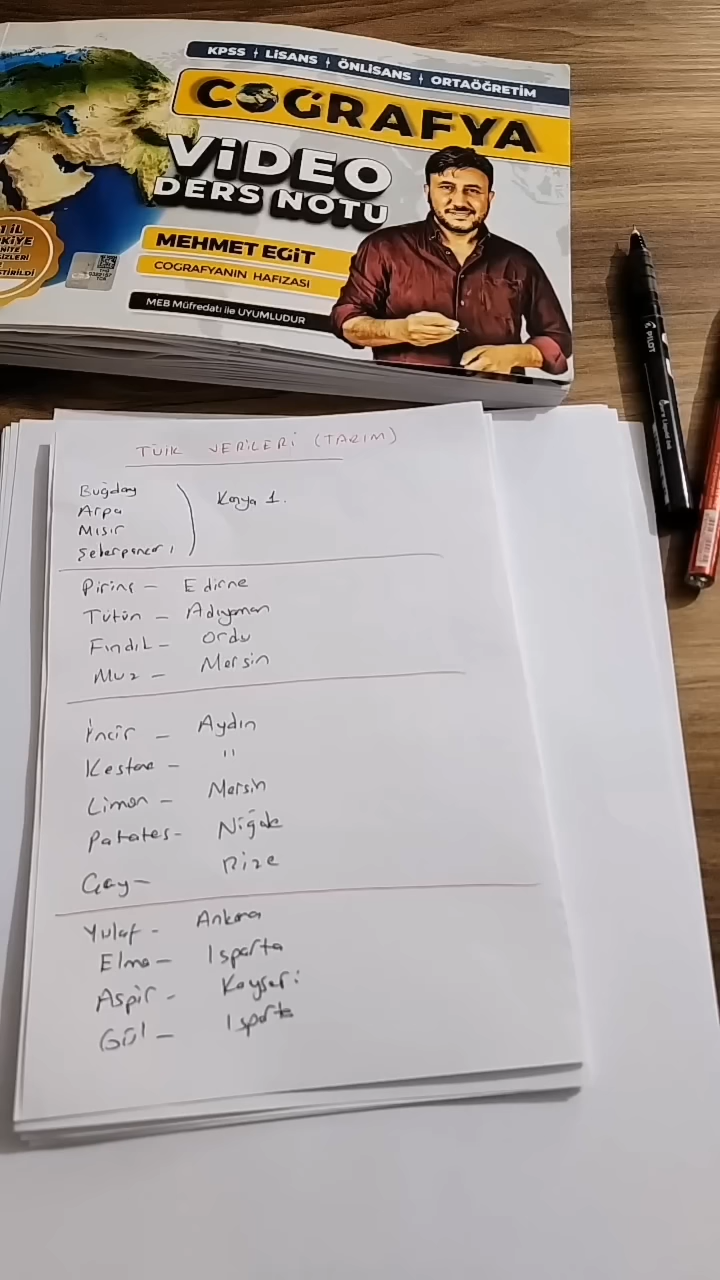 KPSS LİSANS ÖNLİSANS ORTAÖĞRETİM
COĞRAFYA
VİDEO
DERS NOTU
MEHMET EĞİT
COĞRAFYANIN HAFIZASI
MEB Müfredatı ile UYUMLUDUR
PILOT
TÜİK VERİLERİ (TARIM)
Buğday
Arpa
Mısır
Şekerpancarı
Konya 1.
Pirinç - Edirne
Tütün - Adıyaman
Fındık - Ordu
Muz - Mersin
İncir - Aydın
Kestane - "
Limon - Mersin
Patates - Niğde
Çay - Rize
Yulaf - Ankara
Elma - Isparta
Aspir - Kayseri
Gül - Isparta